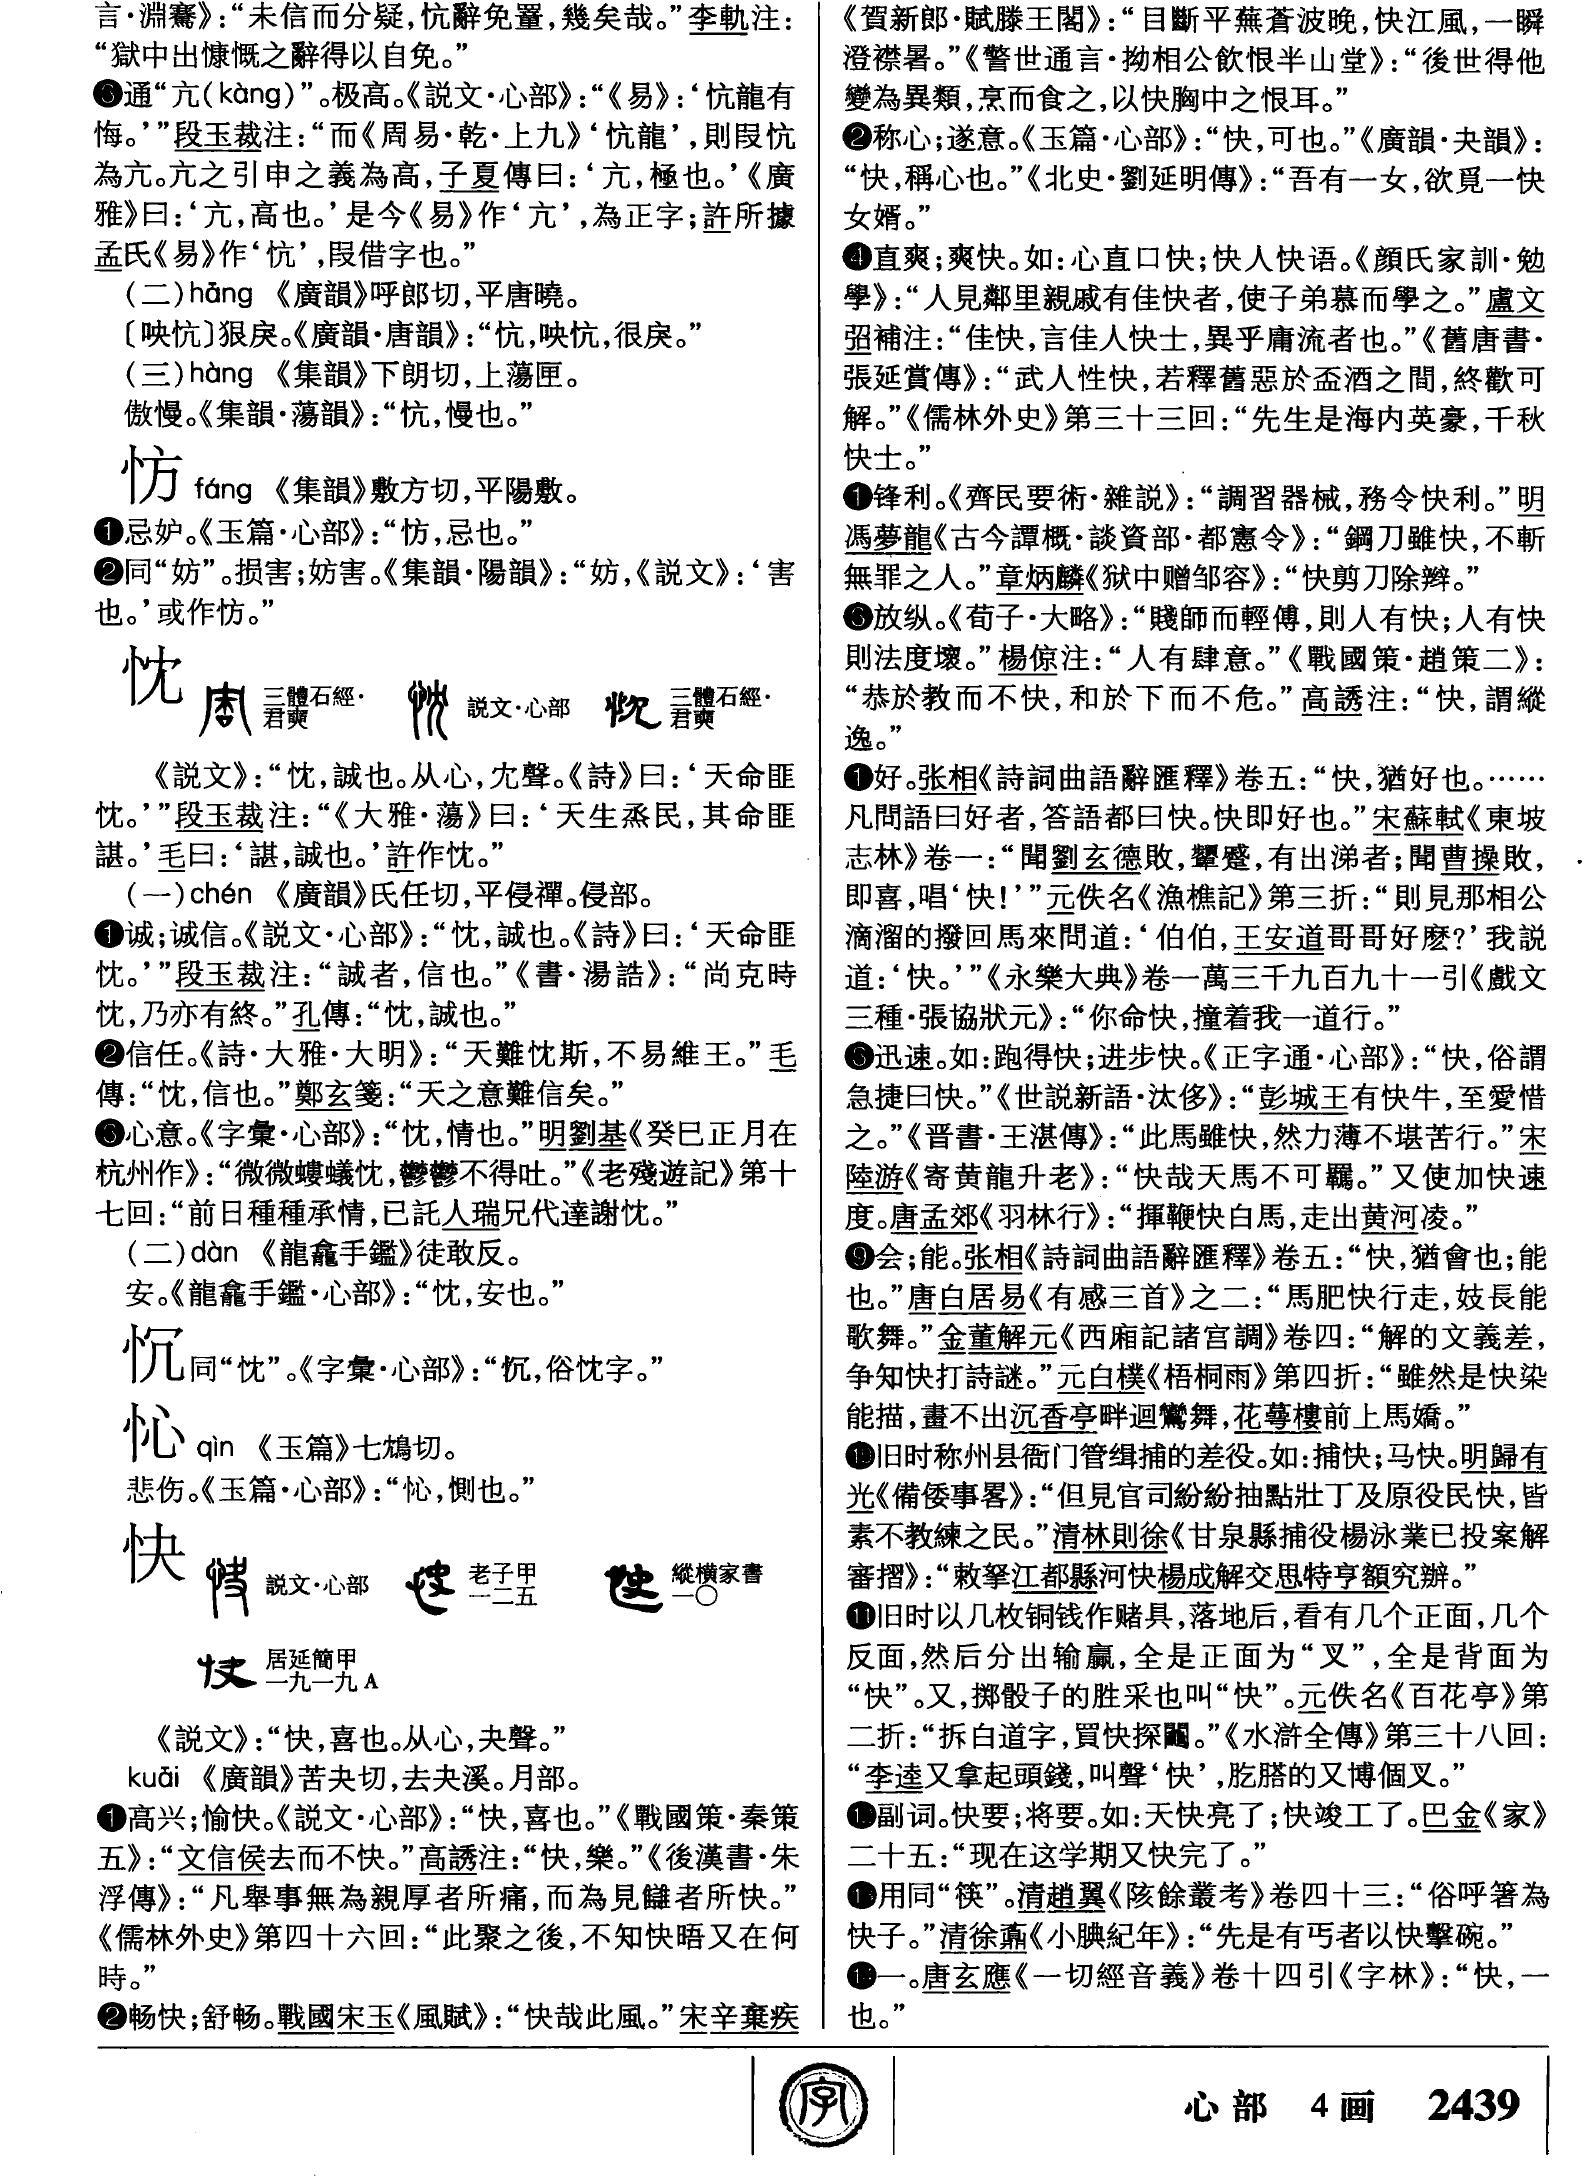 言·淵騫》：“未信而分疑，忼辭免罿，幾矣哉。”李軌注：
“獄中出慷慨之辭得以自免。”
❸通“亢(kàng)”。极高。《説文·心部》：“《易》：‘忼龍有
悔。’”段玉裁注：“而《周易·乾·上九》‘忼龍’，則叚忼
為亢。亢之引申之義為高，子夏傳曰：‘亢，極也。’《廣
雅》曰：‘亢，高也。’是今《易》作‘亢’，為正字；許所據
孟氏《易》作‘忼’，叚借字也。”
(二)hāng 《廣韻》呼郎切，平唐曉。
〔咉忼〕狠戾。《廣韻·唐韻》：“忼，咉忼，很戾。”
(三)hàng 《集韻》下朗切，上蕩匣。
傲慢。《集韻·蕩韻》：“忼，慢也。”
㤃 fáng 《集韻》敷方切，平陽敷。
❶忌妒。《玉篇·心部》：“㤃，忌也。”
❷同“妨”。损害；妨害。《集韻·陽韻》：“妨，《説文》：‘害
也。’或作㤃。”
忱 三體石經·君奭 説文·心部 三體石經·君奭
《説文》：“忱，誠也。从心，冘聲。《詩》曰：‘天命匪
忱。’”段玉裁注：“《大雅·蕩》曰：‘天生烝民，其命匪
諶。’毛曰：‘諶，誠也。’許作忱。”
(一)chén 《廣韻》氏任切，平侵禪。侵部。
❶诚；诚信。《説文·心部》：“忱，誠也。《詩》曰：‘天命匪
忱。’”段玉裁注：“誠者，信也。”《書·湯誥》：“尚克時
忱，乃亦有終。”孔傳：“忱，誠也。”
❷信任。《詩·大雅·大明》：“天難忱斯，不易維王。”毛
傳：“忱，信也。”鄭玄箋：“天之意難信矣。”
❸心意。《字彙·心部》：“忱，情也。”明劉基《癸巳正月在
杭州作》：“微微螻蟻忱，鬱鬱不得吐。”《老殘遊記》第十
七回：“前日種種承情，已託人瑞兄代達謝忱。”
(二)dàn 《龍龕手鑑》徒敢反。
安。《龍龕手鑑·心部》：“忱，安也。”
㤀同“忱”。《字彙·心部》：“，俗忱字。”
㤈 qìn 《玉篇》七鴆切。
悲伤。《玉篇·心部》：“㤈，惻也。”
快 説文·心部 老子甲一二五 縱横家書一〇
居延簡甲一九一九A
《説文》：“快，喜也。从心，夬聲。”
kuāi 《廣韻》苦夬切，去夬溪。月部。
❶高兴；愉快。《説文·心部》：“快，喜也。”《戰國策·秦策
五》：“文信侯去而不快。”高誘注：“快，樂。”《後漢書·朱
浮傳》：“凡舉事無為親厚者所痛，而為見讎者所快。”
《儒林外史》第四十六回：“此聚之後，不知快晤又在何
時。”
❷畅快；舒畅。戰國宋玉《風賦》：“快哉此風。”宋辛棄疾
《賀新郎·賦滕王閣》：“目斷平蕪蒼波晚，快江風，一瞬
澄襟暑。”《警世通言·拗相公飲恨半山堂》：“後世得他
變為異類，烹而食之，以快胸中之恨耳。”
❷称心；遂意。《玉篇·心部》：“快，可也。”《廣韻·夬韻》：
“快，稱心也。”《北史·劉延明傳》：“吾有一女，欲覓一快
女婿。”
❹直爽；爽快。如：心直口快；快人快语。《顔氏家訓·勉
學》：“人見鄰里親戚有佳快者，使子弟慕而學之。”盧文
弨補注：“佳快，言佳人快士，異乎庸流者也。”《舊唐書·
張延賞傳》：“武人性快，若釋舊惡於盃酒之間，終歡可
解。”《儒林外史》第三十三回：“先生是海内英豪，千秋
快士。”
❶锋利。《齊民要術·雜説》：“調習器械，務令快利。”明
馮夢龍《古今譚概·談資部·都憲令》：“鋼刀雖快，不斬
無罪之人。”章炳麟《狱中赠邹容》：“快剪刀除辫。”
❻放纵。《荀子·大略》：“賤師而輕傅，則人有快；人有快
則法度壞。”楊倞注：“人有肆意。”《戰國策·趙策二》：
“恭於教而不快，和於下而不危。”高誘注：“快，謂縱
逸。”
❶好。张相《詩詞曲語辭匯釋》卷五：“快，猶好也。……
凡問語曰好者，答語都曰快。快即好也。”宋蘇軾《東坡
志林》卷一：“聞劉玄德敗，顰蹙，有出涕者；聞曹操敗，
即喜，唱‘快！’”元佚名《漁樵記》第三折：“則見那相公
滴溜的撥回馬來問道：‘伯伯，王安道哥哥好麽？’我説
道：‘快。’”《永樂大典》卷一萬三千九百九十一引《戲文
三種·張協狀元》：“你命快，撞着我一道行。”
❽迅速。如：跑得快；进步快。《正字通·心部》：“快，俗謂
急捷曰快。”《世説新語·汰侈》：“彭城王有快牛，至愛惜
之。”《晋書·王湛傳》：“此馬雖快，然力薄不堪苦行。”宋
陸游《寄黄龍升老》：“快哉天馬不可羈。”又使加快速
度。唐孟郊《羽林行》：“揮鞭快白馬，走出黄河凌。”
❾会；能。张相《詩詞曲語辭匯釋》卷五：“快，猶會也；能
也。”唐白居易《有感三首》之二：“馬肥快行走，妓長能
歌舞。”金董解元《西廂記諸宫調》卷四：“解的文義差，
争知快打詩謎。”元白樸《梧桐雨》第四折：“雖然是快染
能描，畫不出沉香亭畔迴鸞舞，花萼樓前上馬嬌。”
❿旧时称州县衙门管缉捕的差役。如：捕快；马快。明歸有
光《備倭事畧》：“但見官司紛紛抽點壯丁及原役民快，皆
素不教練之民。”清林則徐《甘泉縣捕役楊泳業已投案解
審摺》：“敕拏江都縣河快楊成解交思特亨額究辦。”
⓫旧时以几枚铜钱作赌具，落地后，看有几个正面，几个
反面，然后分出输赢，全是正面为“叉”，全是背面为
“快”。又，掷骰子的胜采也叫“快”。元佚名《百花亭》第
二折：“拆白道字，買快探鬮。”《水滸全傳》第三十八回：
“李逵又拿起頭錢，叫聲‘快’，肐膣的又博個叉。”
⓬副词。快要；将要。如：天快亮了；快竣工了。巴金《家》
二十五：“现在这学期又快完了。”
⓭用同“筷”。清趙翼《陔餘叢考》卷四十三：“俗呼箸為
快子。”清徐鼒《小腆紀年》：“先是有丐者以快擊碗。”
⓮一。唐玄應《一切經音義》卷十四引《字林》：“快，一
也。”
字
心部 4画 2439